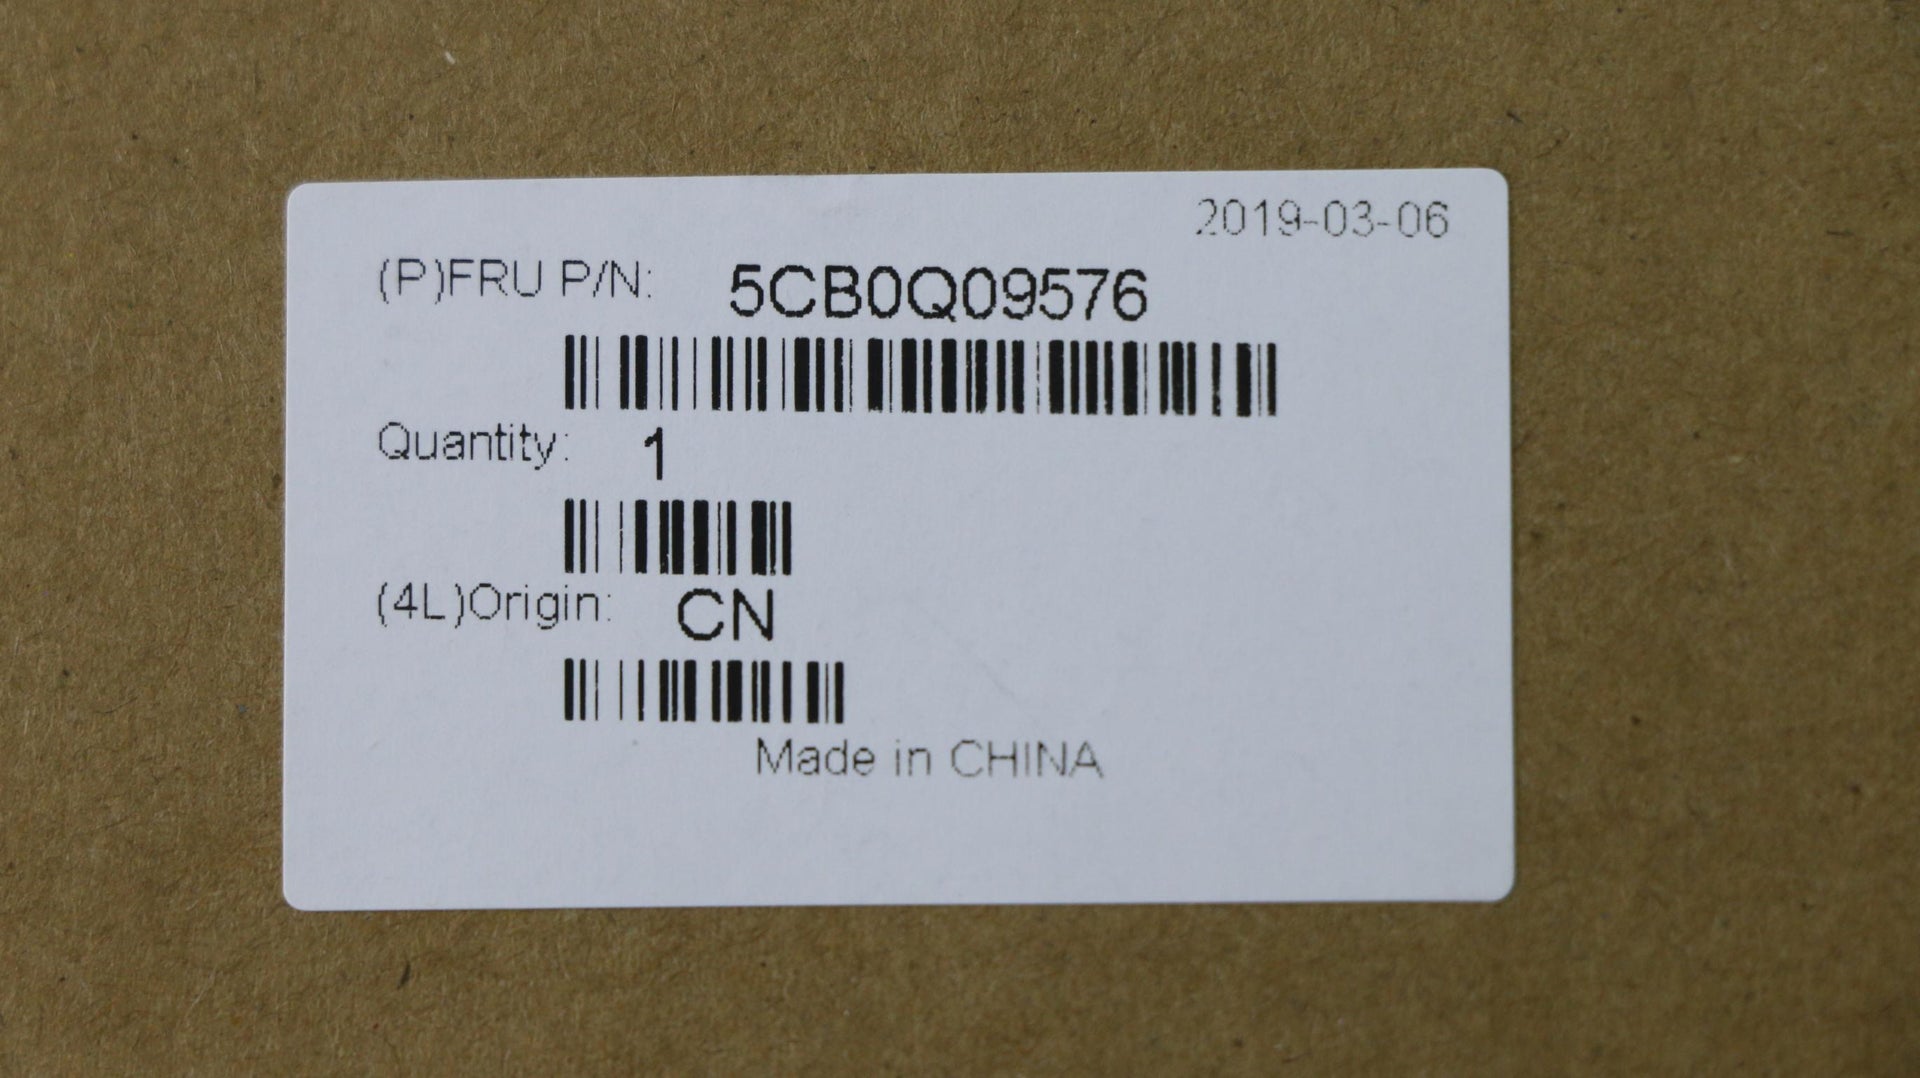 2019-03-06
(P)FRU P/N: 5CB0Q09576
Quantity: 1
(4L)Origin: CN
Made in CHINA